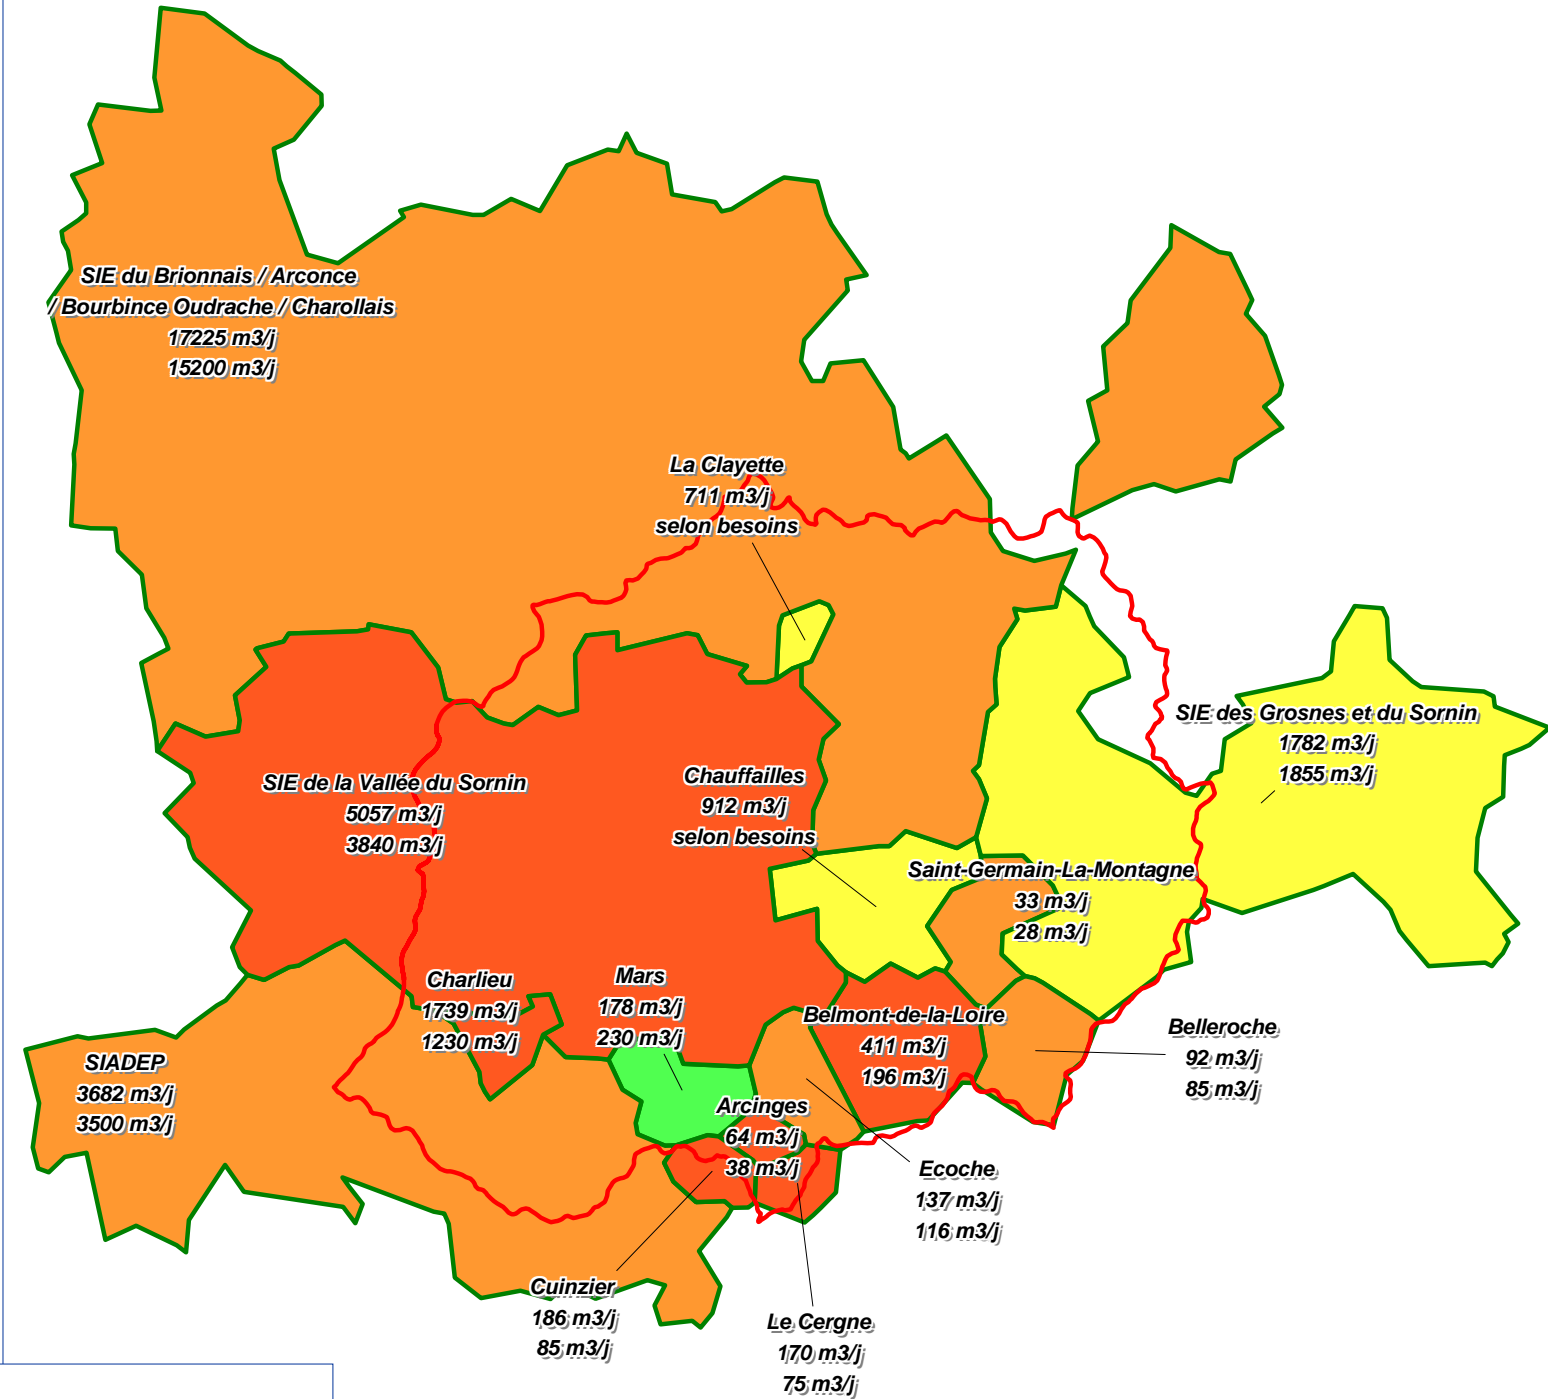 SIE du Brionnais / Arconce
/ Bourbince Oudrache / Charollais
17225 m3/j
15200 m3/j
La Clayette
711 m3/j
selon besoins
SIE des Grosnes et du Sornin
1782 m3/j
1855 m3/j
SIE de la Vallée du Sornin
5057 m3/j
3840 m3/j
Chauffailles
912 m3/j
selon besoins
Saint-Germain-La-Montagne
33 m3/j
28 m3/j
Charlieu
1739 m3/j
1230 m3/j
Mars
178 m3/j
230 m3/j
Belmont-de-la-Loire
411 m3/j
196 m3/j
Belleroche
92 m3/j
85 m3/j
SIADEP
3682 m3/j
3500 m3/j
Arcinges
64 m3/j
38 m3/j
Ecoche
137 m3/j
116 m3/j
Cuinzier
186 m3/j
85 m3/j
Le Cergne
170 m3/j
75 m3/j